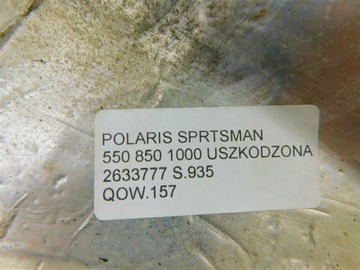 POLARIS SPRTSMAN
550 850 1000 USZKODZONA
2633777 S.935
QOW.157